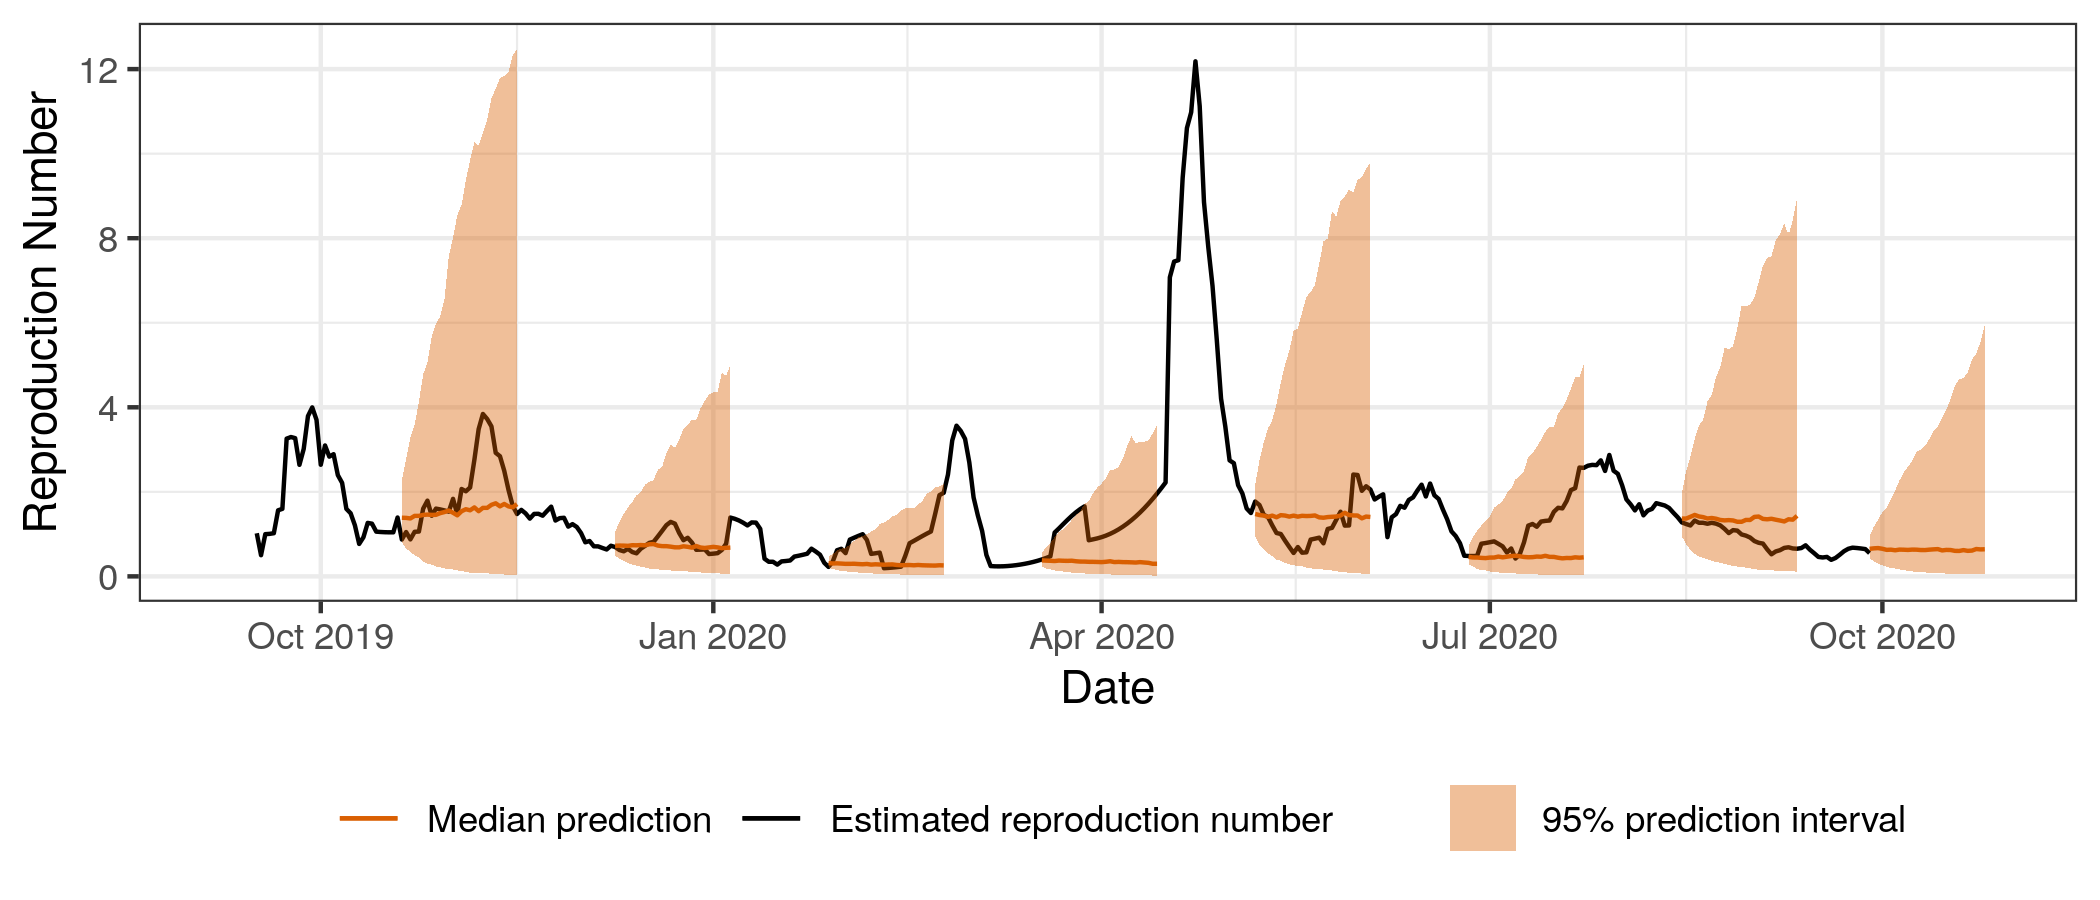 Reproduction Number
12
8
4
0
Oct 2019 Jan 2020 Apr 2020 Jul 2020 Oct 2020
Date
Median prediction Estimated reproduction number 95% prediction interval